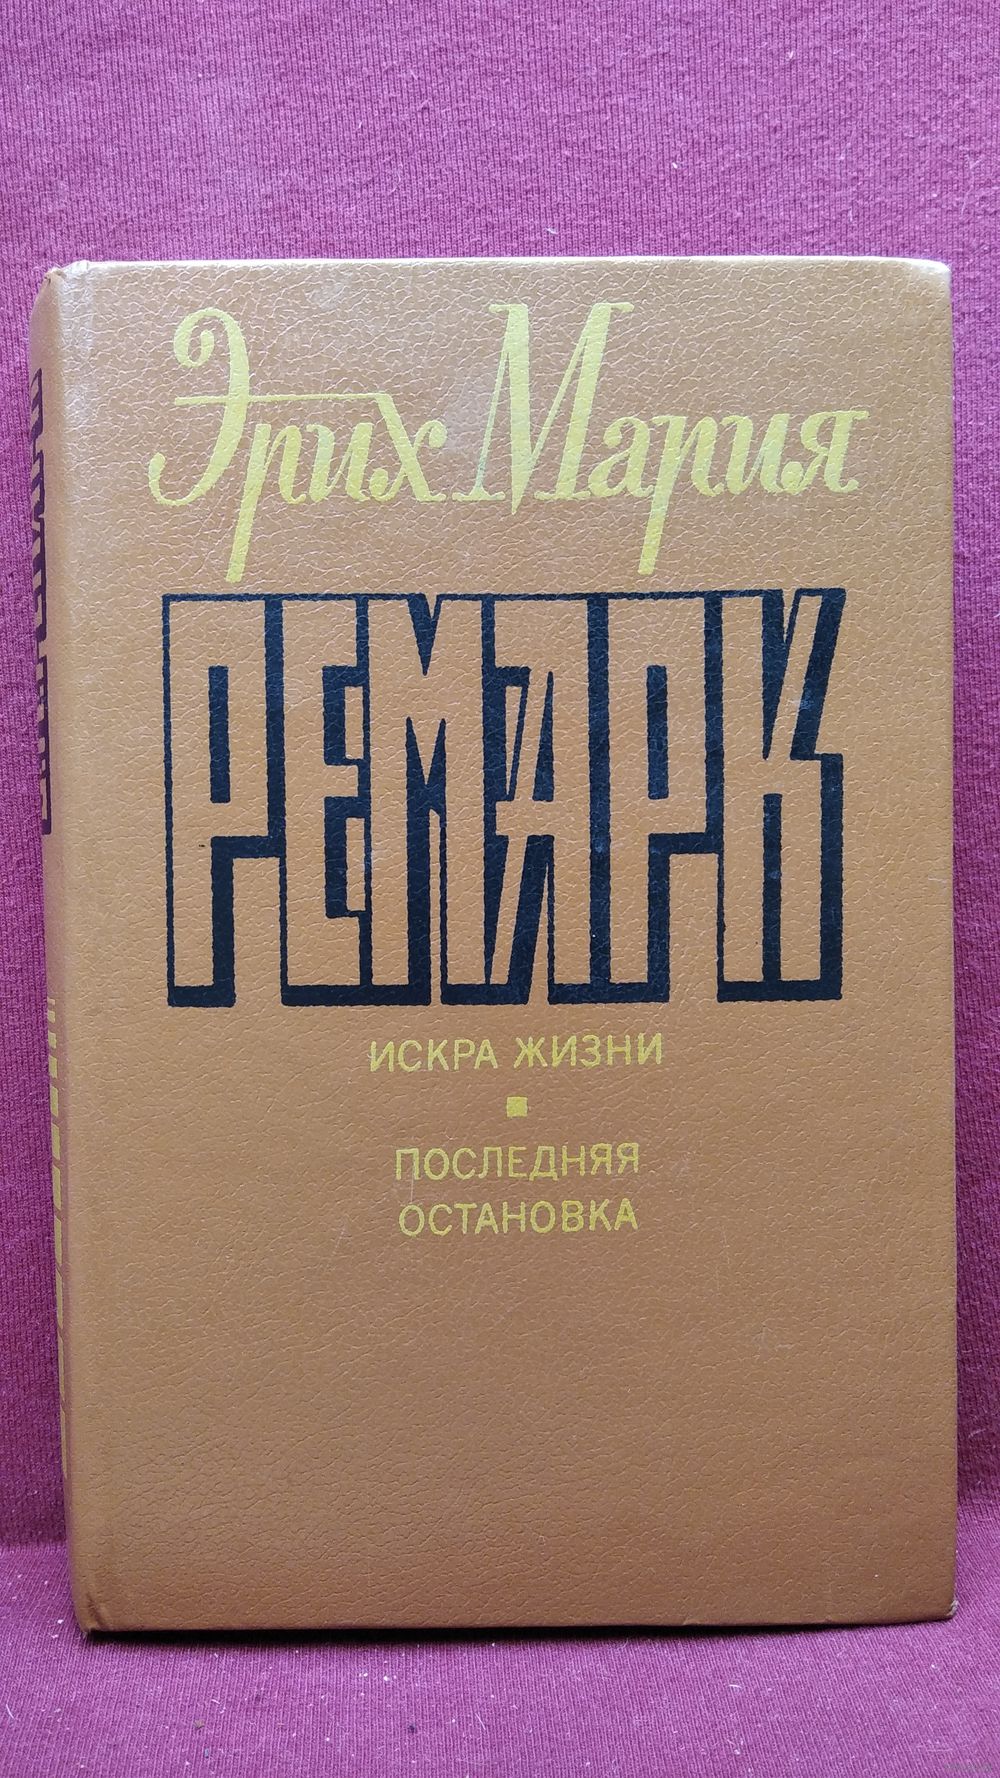 Эрих Мария
РЕМАРК
ИСКРА ЖИЗНИ
ПОСЛЕДНЯЯ
ОСТАНОВКА